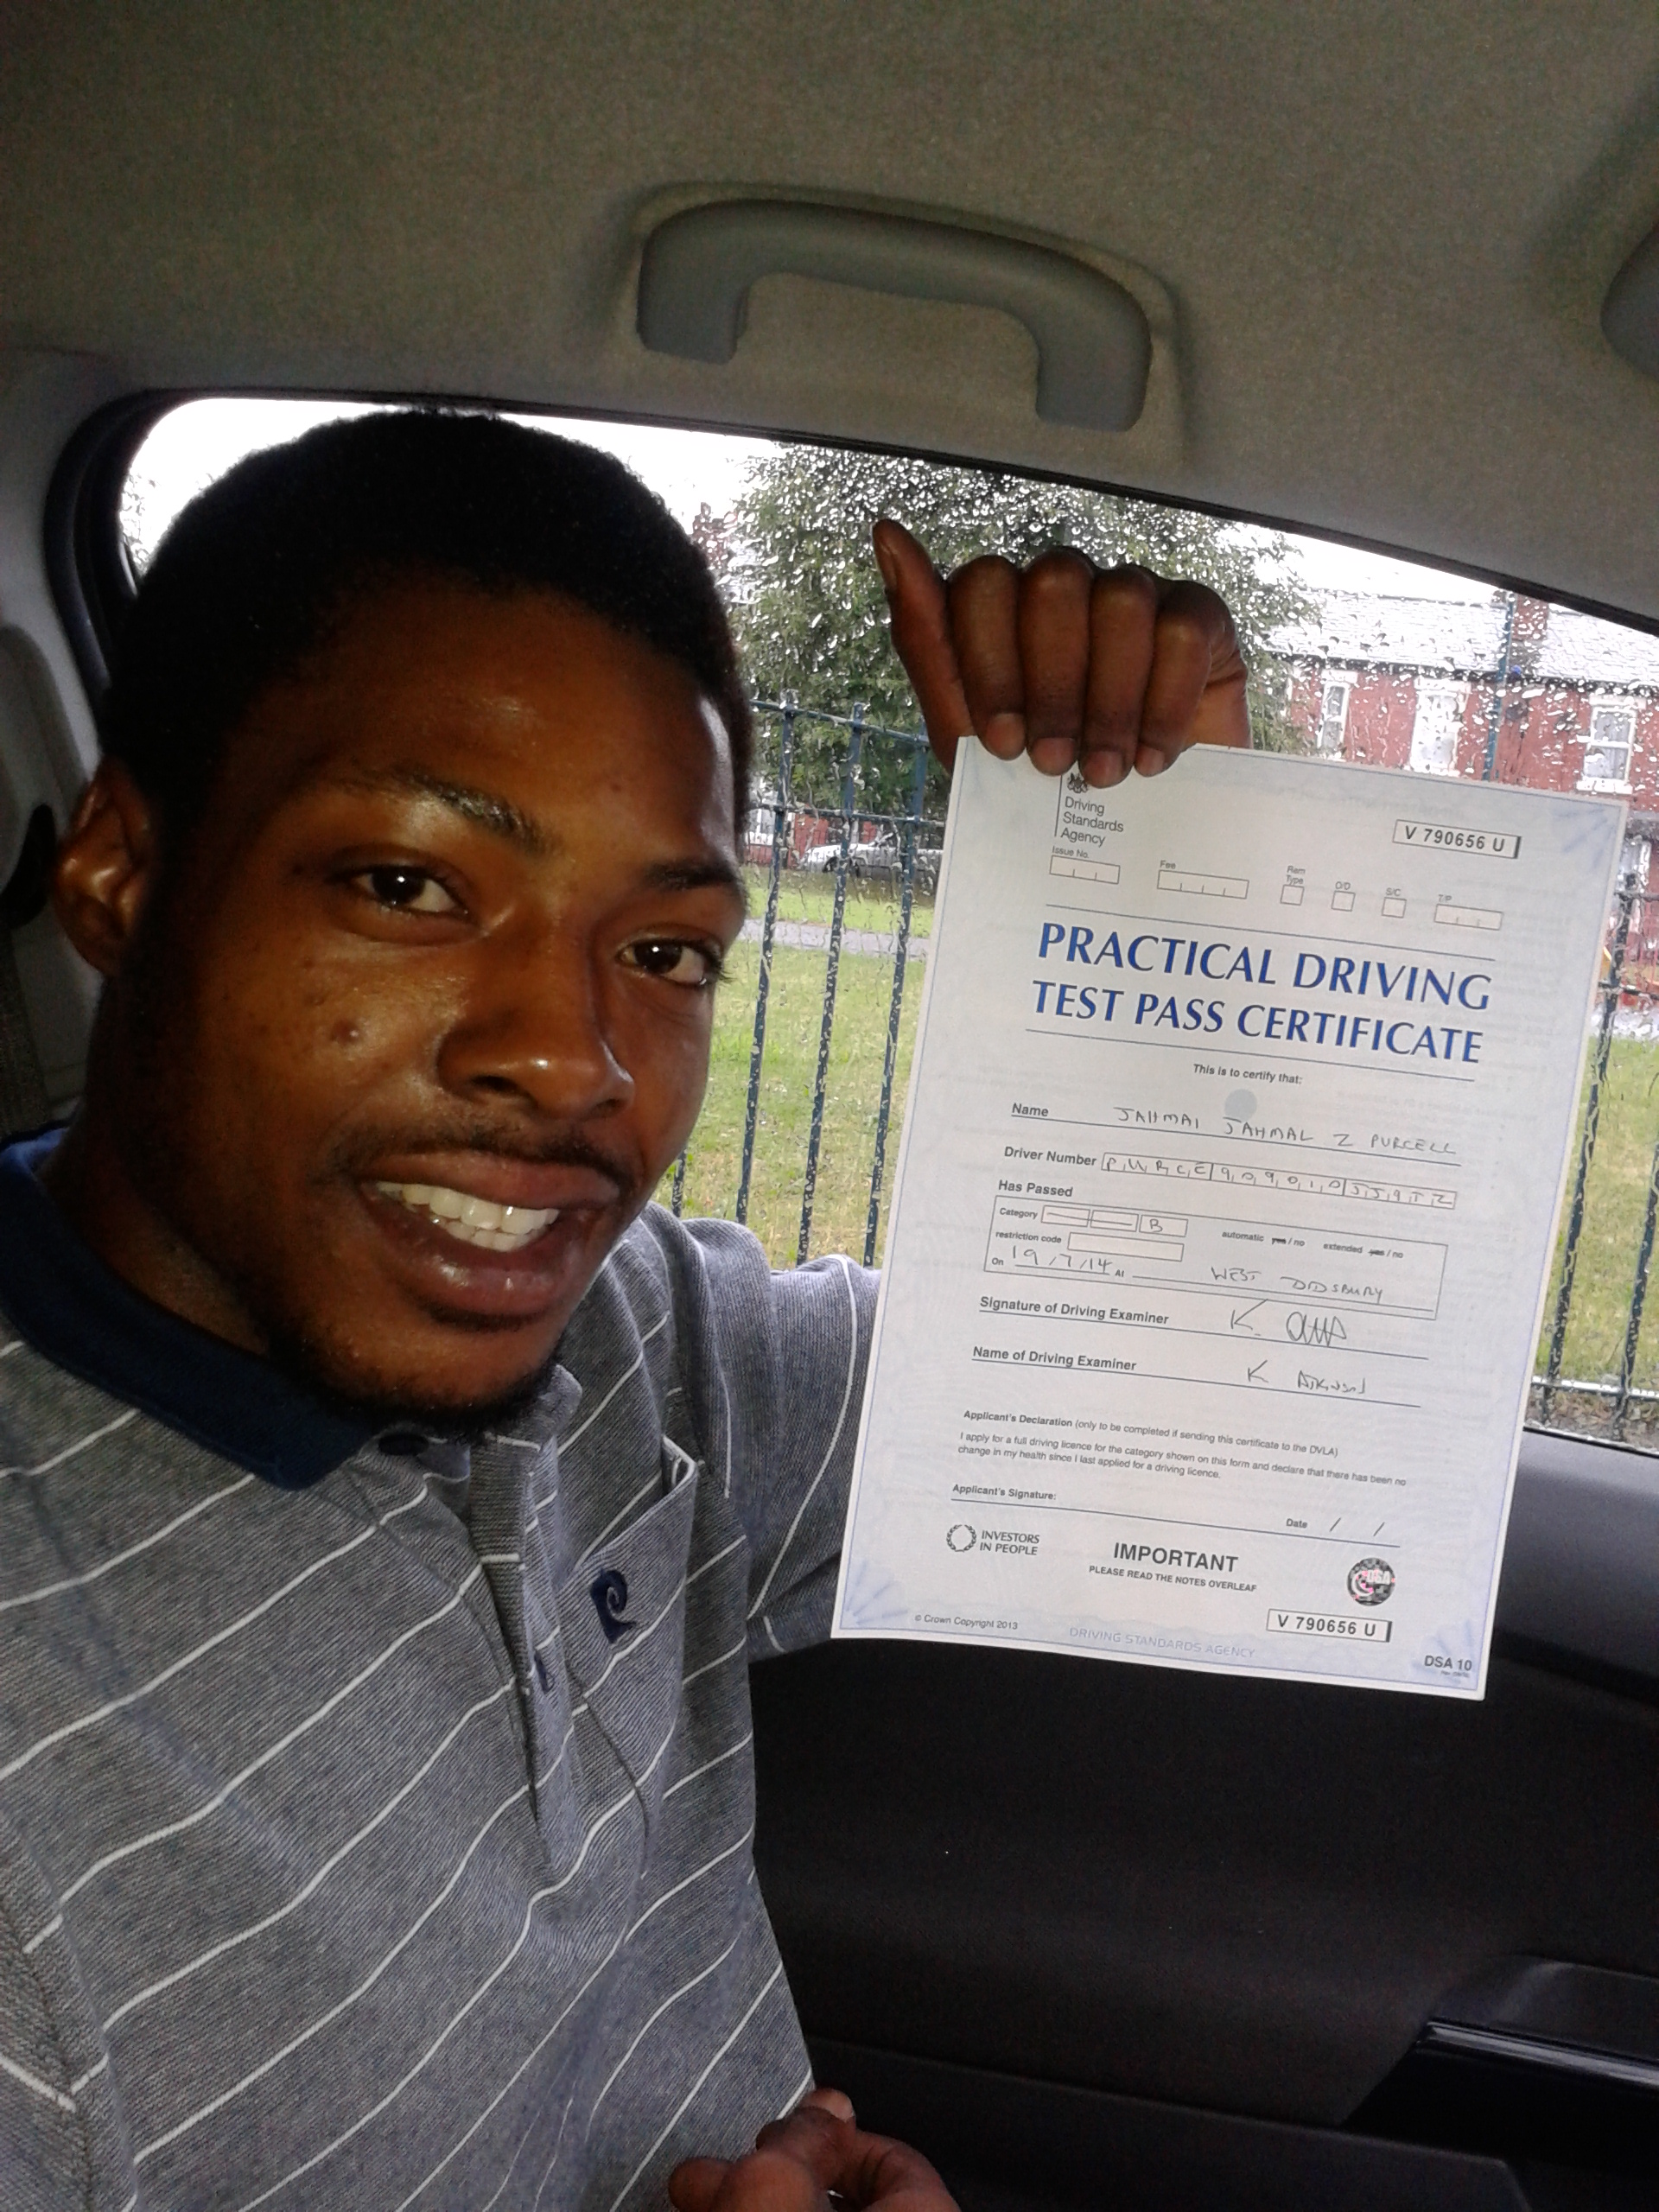 Driving
Standards
Agency
V 790656 U
Issue No.
Fee
Rem
Type
O/D
S/C
T/P
PRACTICAL DRIVING
TEST PASS CERTIFICATE
This is to certify that:
Name JAHMAI JAHMAL Z PURCELL
Driver Number PURCE 909010 JJ9
Has Passed
Category B automatic yes / no extended yes / no
restriction code
On 19/7/14 At WEST DIDSBURY
Signature of Driving Examiner K.
Name of Driving Examiner K
Applicant's Declaration (only to be completed if sending this certificate to the DVLA)
I apply for a full driving licence for the category shown on this form and declare that there has been no
change in my health since I last applied for a driving licence.
Applicant's Signature:
Date / /
INVESTORS
IN PEOPLE
IMPORTANT
PLEASE READ THE NOTES OVERLEAF
DSA
V 790656 U
© Crown Copyright 2013
DRIVING STANDARDS AGENCY
DSA 10